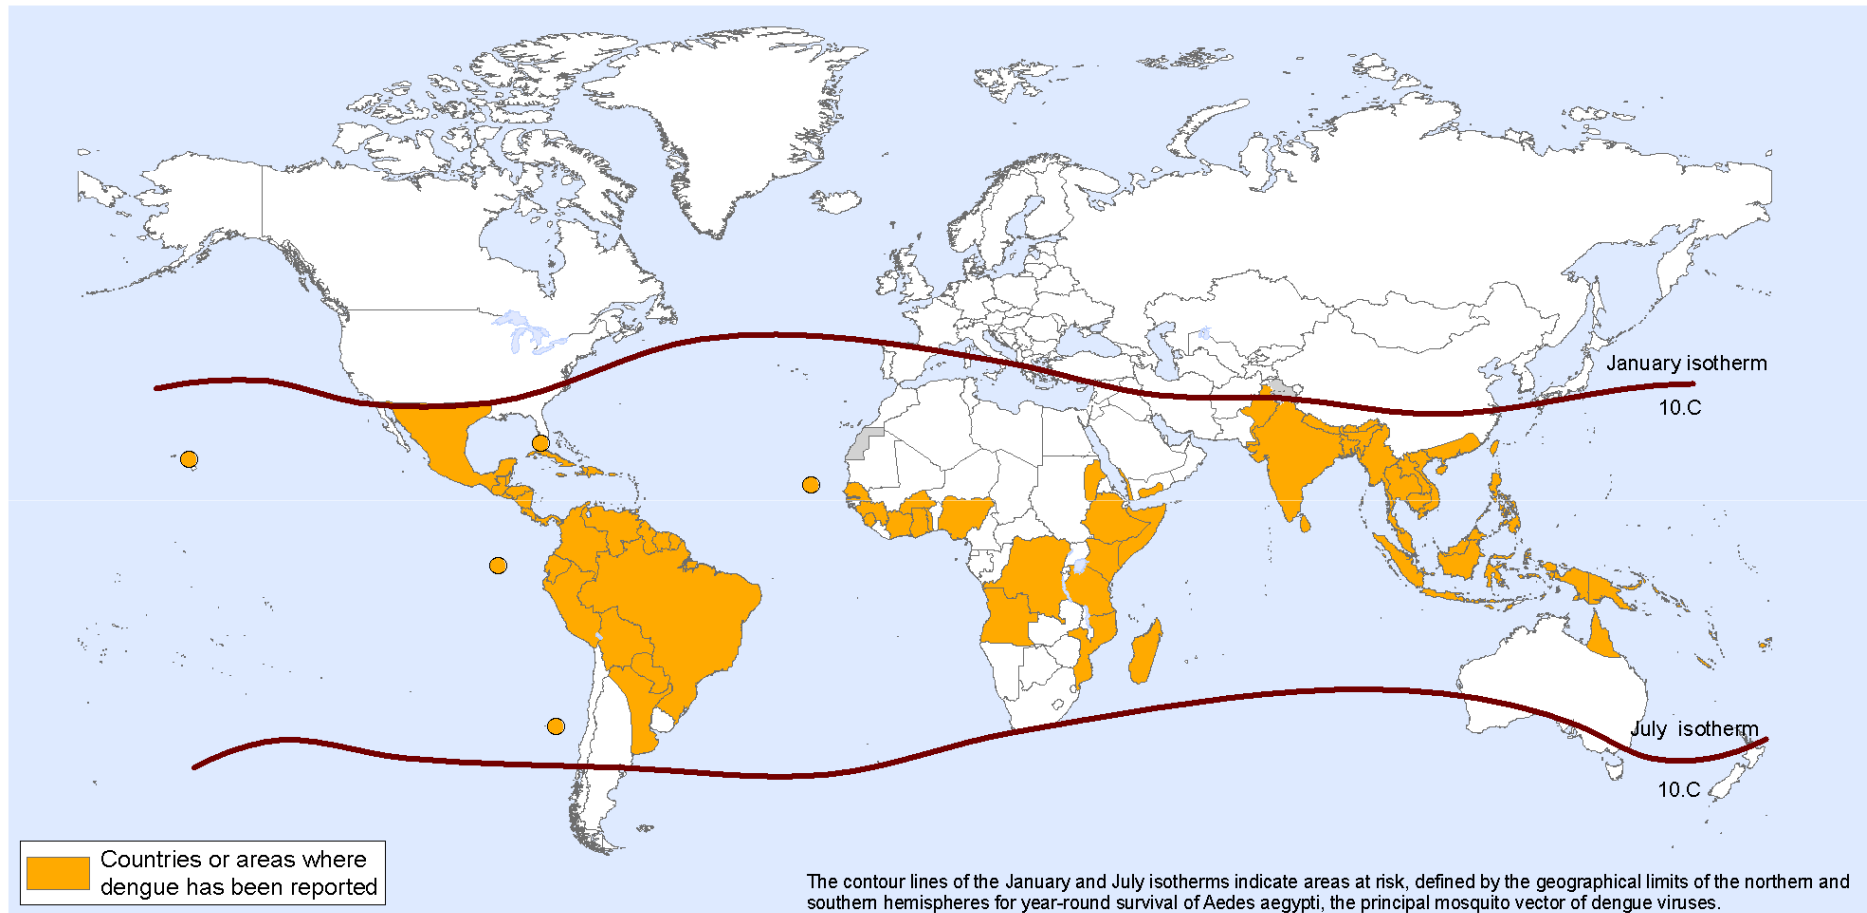 January isotherm
10.C
July isotherm
10.C
Countries or areas where
dengue has been reported
The contour lines of the January and July isotherms indicate areas at risk, defined by the geographical limits of the northern and
southern hemispheres for year-round survival of Aedes aegypti, the principal mosquito vector of dengue viruses.